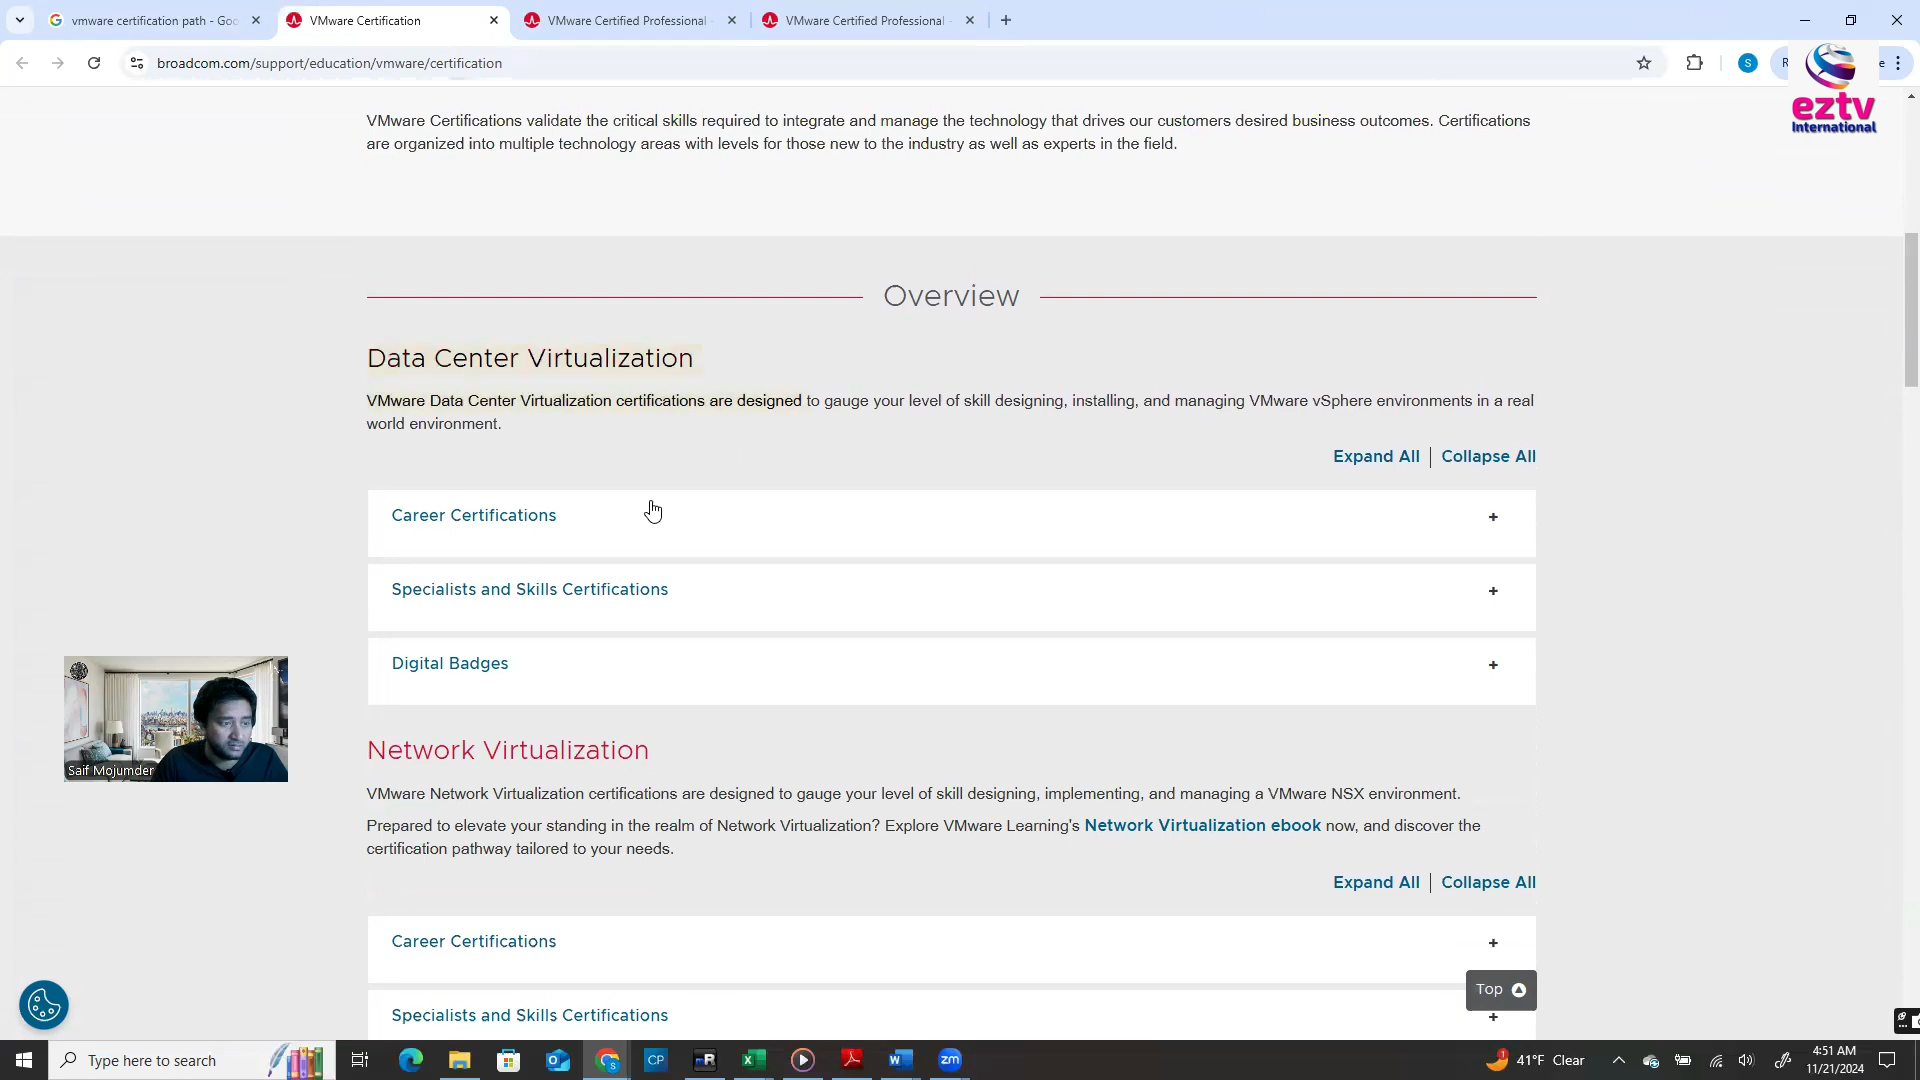 vmware certification path - Goo
VMware Certification
VMware Certified Professional -
VMware Certified Professional -
broadcom.com/support/education/vmware/certification
S
R
e
eztv
International
VMware Certifications validate the critical skills required to integrate and manage the technology that drives our customers desired business outcomes. Certifications
are organized into multiple technology areas with levels for those new to the industry as well as experts in the field.
Overview
Data Center Virtualization
VMware Data Center Virtualization certifications are designed to gauge your level of skill designing, installing, and managing VMware vSphere environments in a real
world environment.
Expand All | Collapse All
Career Certifications +
Specialists and Skills Certifications +
Digital Badges +
Saif Mojumder
Network Virtualization
VMware Network Virtualization certifications are designed to gauge your level of skill designing, implementing, and managing a VMware NSX environment.
Prepared to elevate your standing in the realm of Network Virtualization? Explore VMware Learning's Network Virtualization ebook now, and discover the
certification pathway tailored to your needs.
Expand All | Collapse All
Career Certifications +
Top
Specialists and Skills Certifications +
Type here to search
CP
R
zm
1
41°F Clear
4:51 AM
11/21/2024